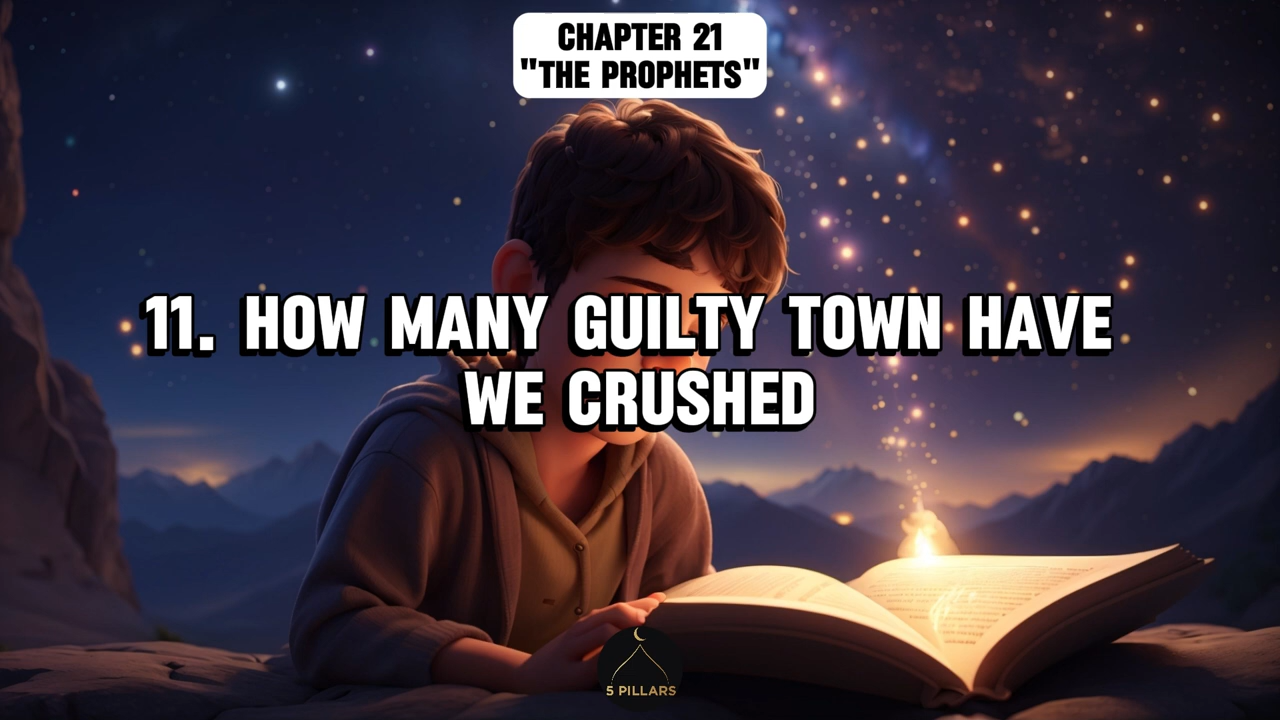 CHAPTER 21
"THE PROPHETS"
11. HOW MANY GUILTY TOWN HAVE
WE CRUSHED
5 PILLARS